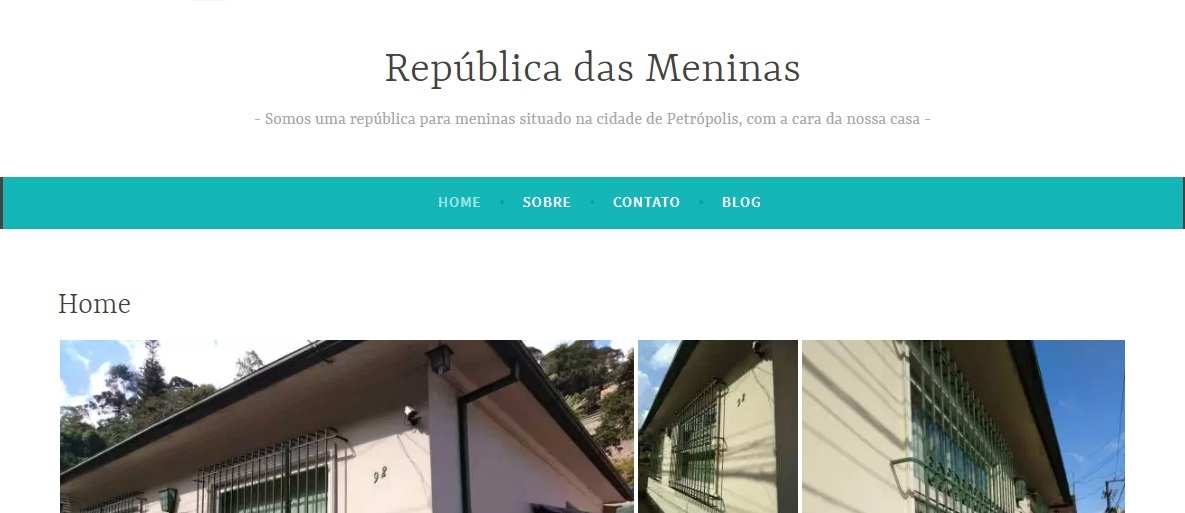 República das Meninas
- Somos uma república para meninas situado na cidade de Petrópolis, com a cara da nossa casa -
HOME • SOBRE • CONTATO • BLOG
Home
92
92